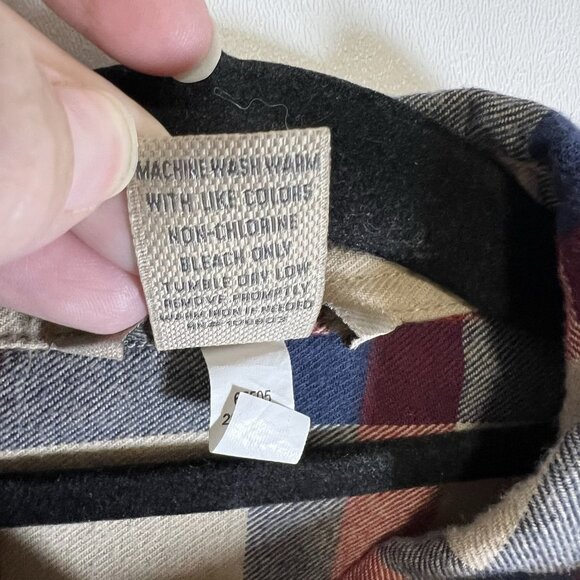 MACHINE WASH WARM
WITH LIKE COLORS
NON-CHLORINE
BLEACH ONLY
TUMBLE DRY LOW
REMOVE PROMPTLY
WARM IRON IF NEEDED